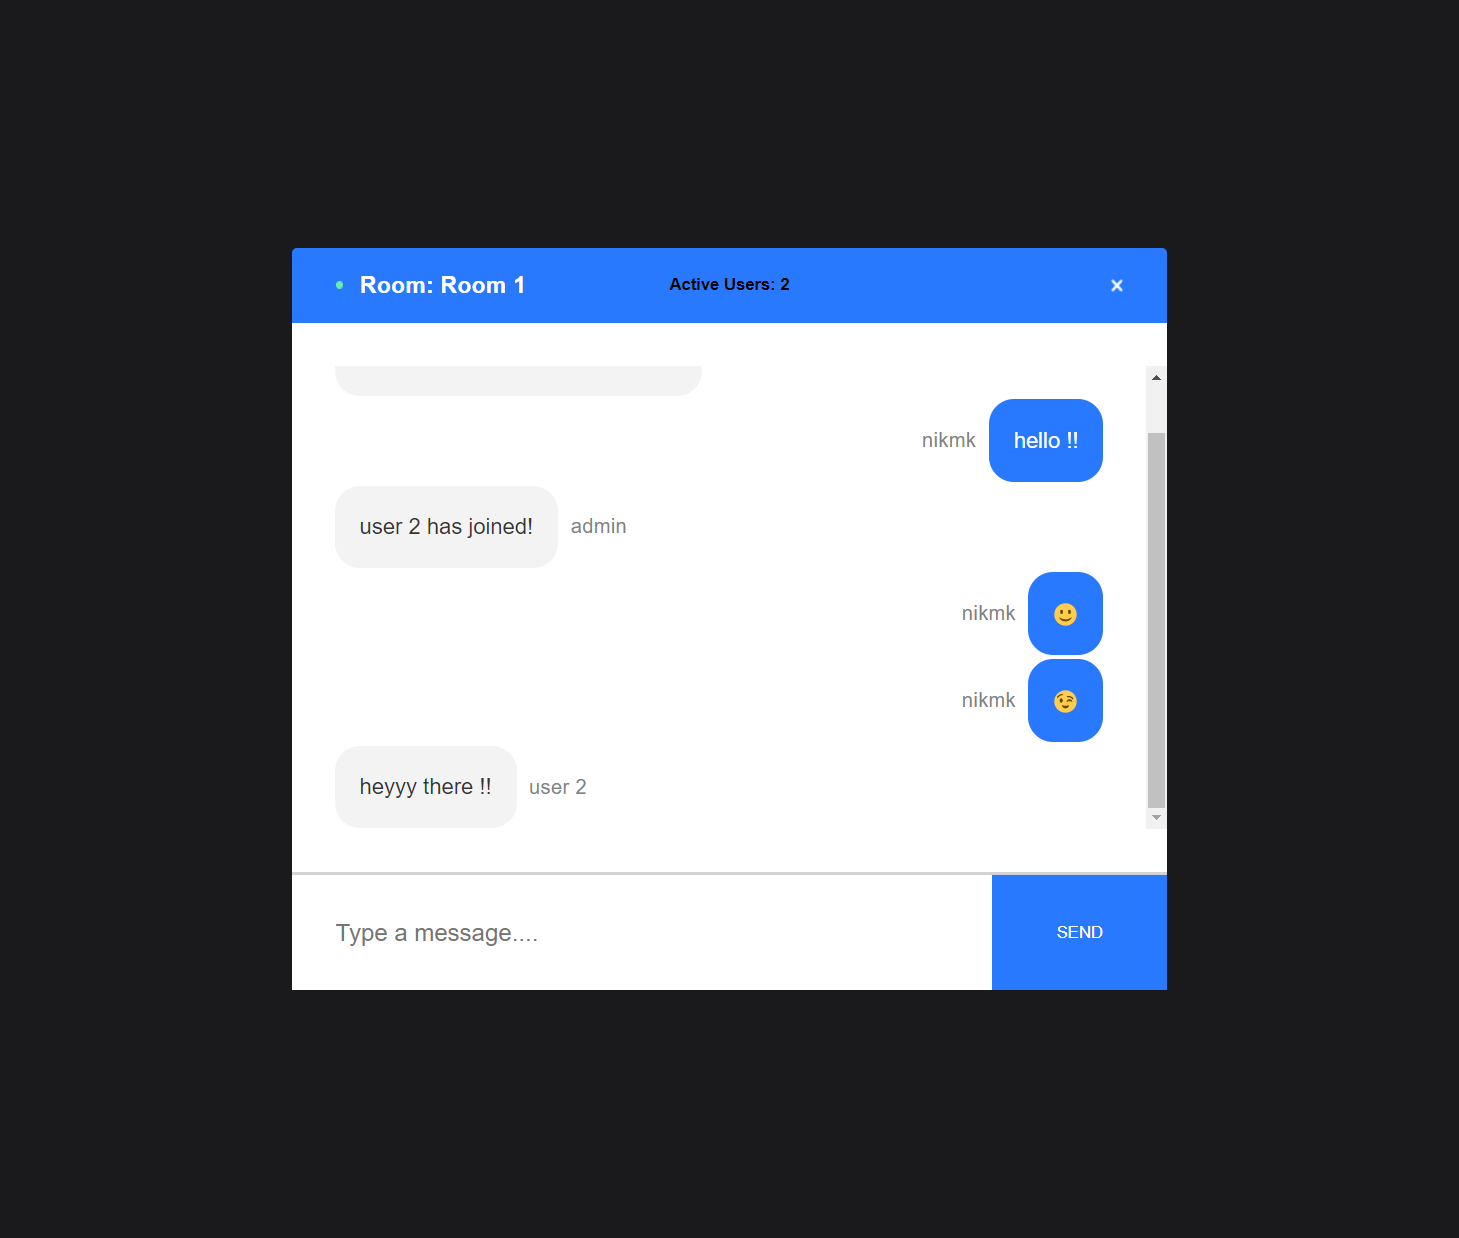 Room: Room 1
Active Users: 2
nikmk hello !!
user 2 has joined! admin
nikmk 🙂
nikmk 😉
heyyy there !! user 2
Type a message....
SEND